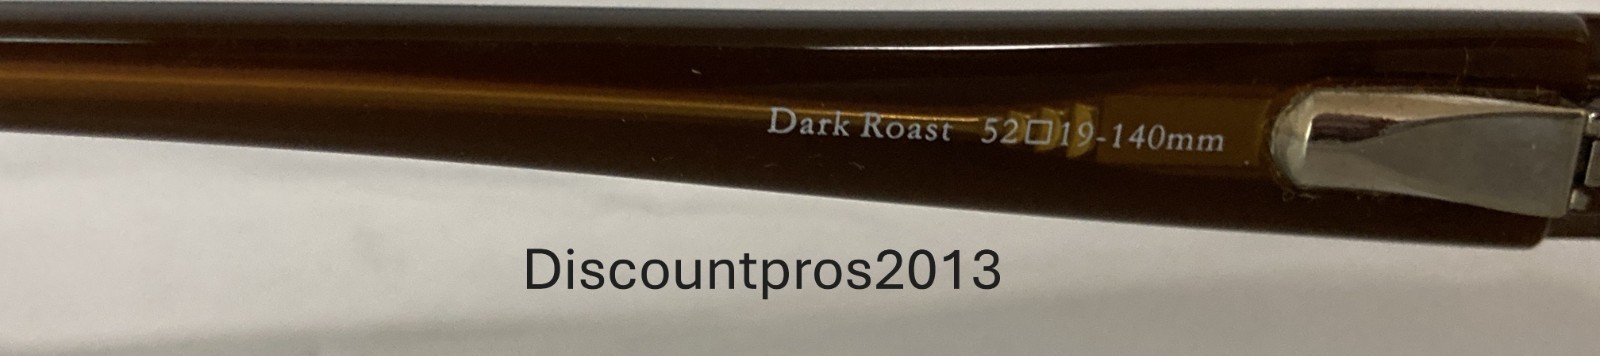 Dark Roast 52□19-140mm
Discountpros2013